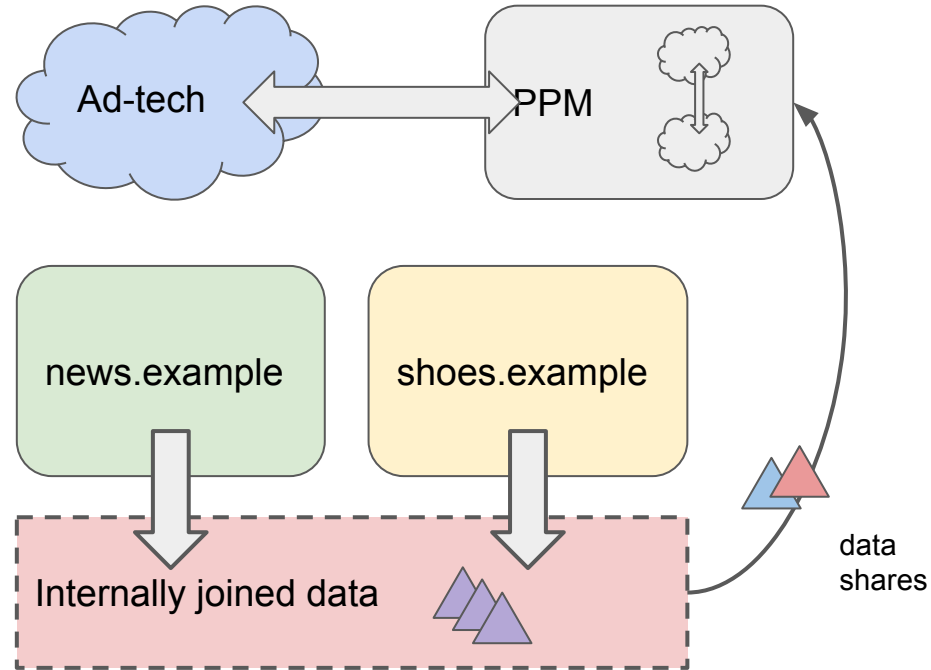 Ad-tech
PPM
news.example
shoes.example
Internally joined data
data
shares